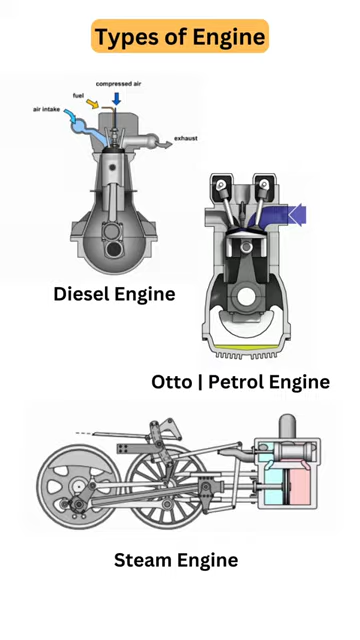 Types of Engine
compressed air
fuel
air intake
exhaust
Diesel Engine
Otto | Petrol Engine
Steam Engine